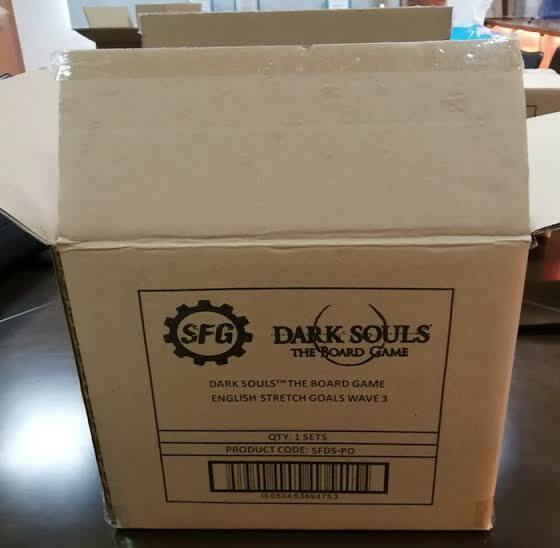 SFG
DARK SOULS
THE BOARD GAME
DARK SOULS™ THE BOARD GAME
ENGLISH STRETCH GOALS WAVE 3
QTY: 1 SETS
PRODUCT CODE: SFDS-PO
15060453694753